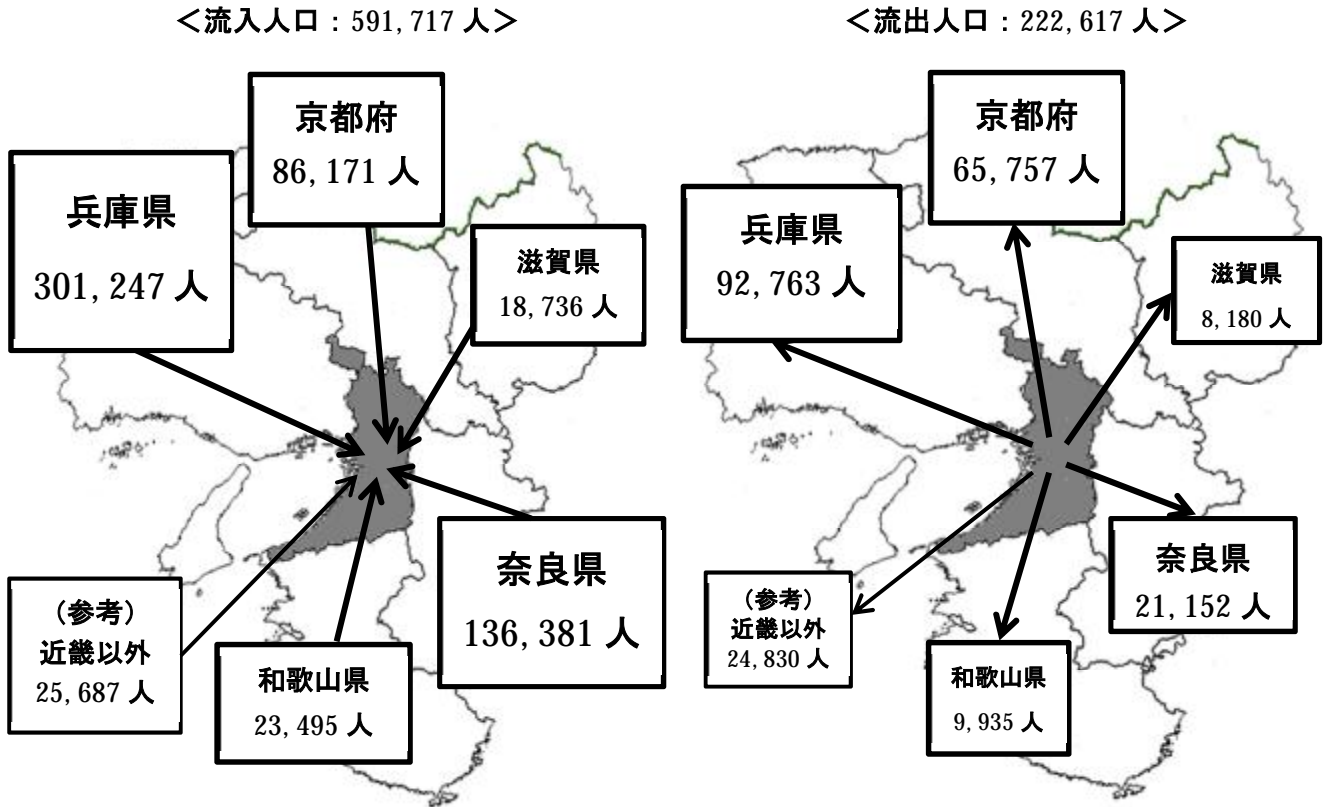 ＜流入人口：591,717 人＞
京都府
86,171 人
兵庫県
301,247 人
滋賀県
18,736 人
奈良県
136,381 人
（参考）
近畿以外
25,687 人
和歌山県
23,495 人
＜流出人口：222,617 人＞
京都府
65,757 人
兵庫県
92,763 人
滋賀県
8,180 人
奈良県
21,152 人
（参考）
近畿以外
24,830 人
和歌山県
9,935 人